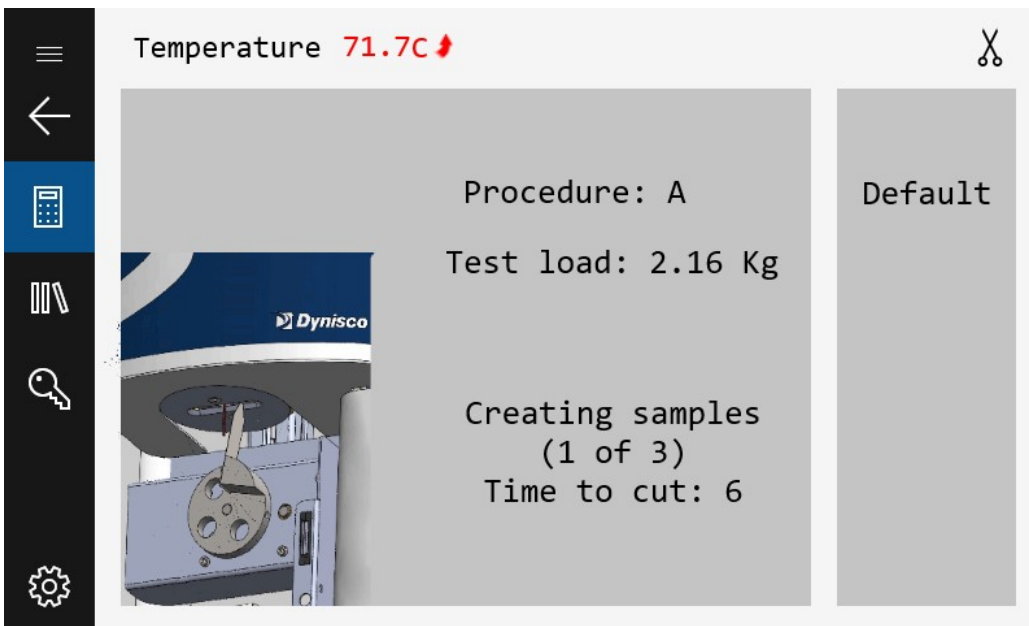 Temperature 71.7C
Procedure: A
Default
Test load: 2.16 Kg
Dynisco
Creating samples
(1 of 3)
Time to cut: 6